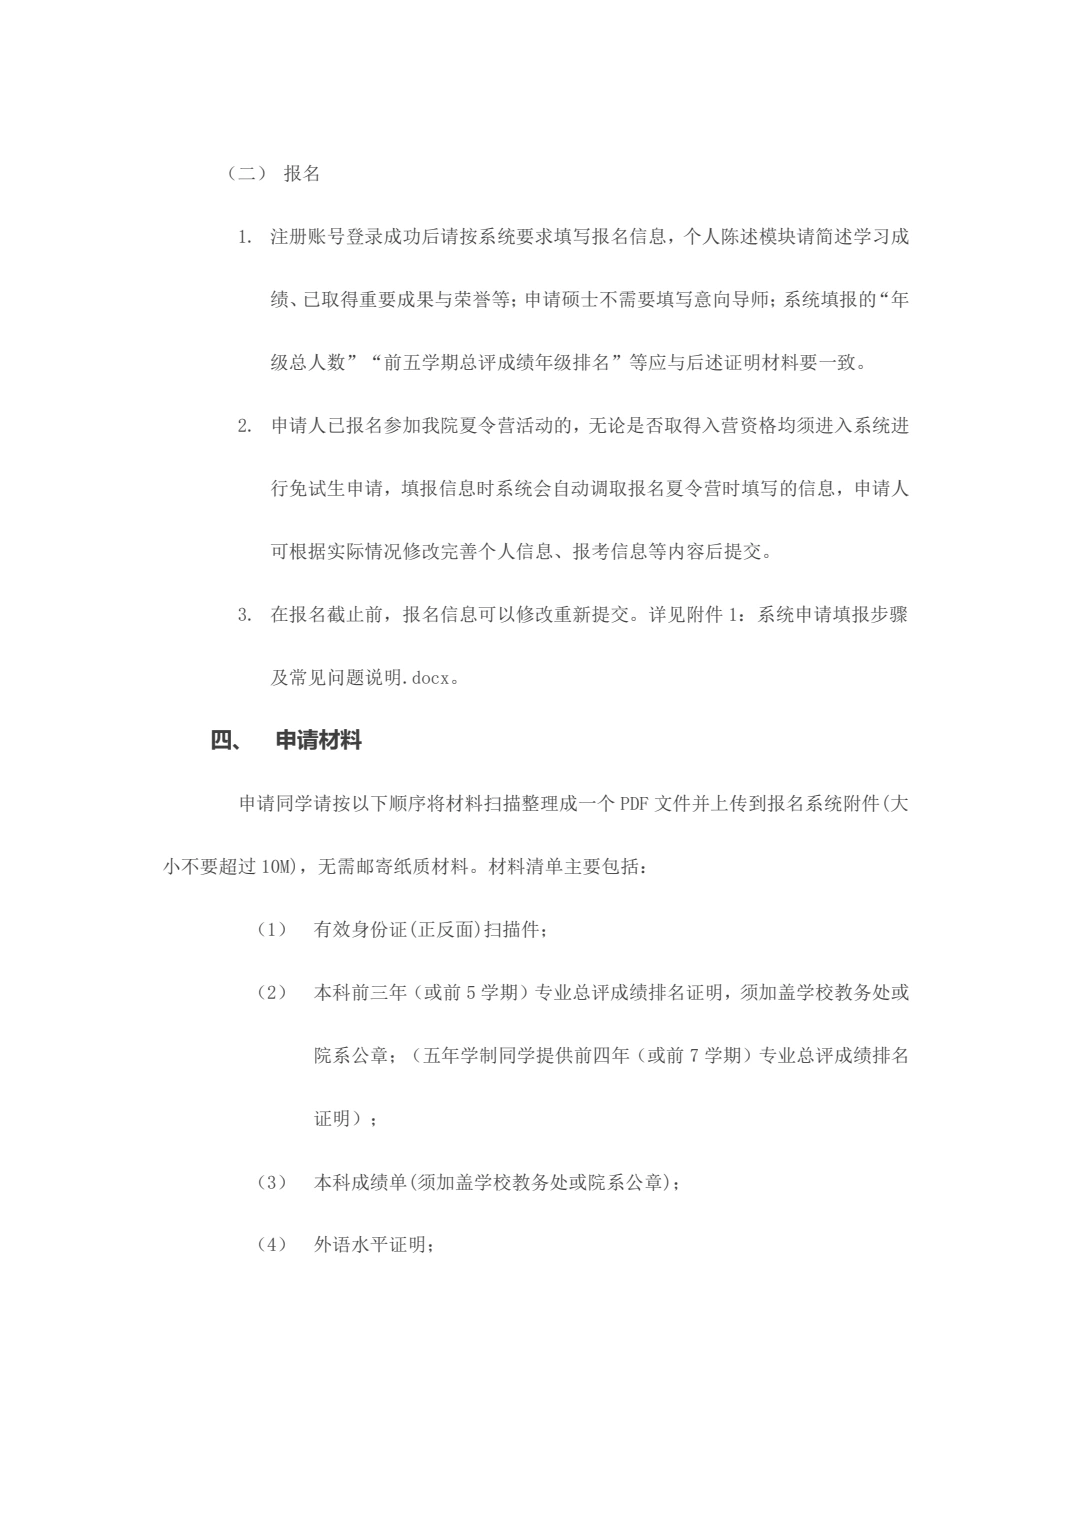 （二） 报名
1. 注册账号登录成功后请按系统要求填写报名信息，个人陈述模块请简述学习成
绩、已取得重要成果与荣誉等；申请硕士不需要填写意向导师；系统填报的“年
级总人数”“前五学期总评成绩年级排名”等应与后述证明材料要一致。
2. 申请人已报名参加我院夏令营活动的，无论是否取得入营资格均须进入系统进
行免试生申请，填报信息时系统会自动调取报名夏令营时填写的信息，申请人
可根据实际情况修改完善个人信息、报考信息等内容后提交。
3. 在报名截止前，报名信息可以修改重新提交。详见附件 1：系统申请填报步骤
及常见问题说明.docx。
四、 申请材料
申请同学请按以下顺序将材料扫描整理成一个 PDF 文件并上传到报名系统附件(大
小不要超过 10M)，无需邮寄纸质材料。材料清单主要包括：
（1） 有效身份证(正反面)扫描件；
（2） 本科前三年（或前 5 学期）专业总评成绩排名证明，须加盖学校教务处或
院系公章；（五年学制同学提供前四年（或前 7 学期）专业总评成绩排名
证明）；
（3） 本科成绩单(须加盖学校教务处或院系公章)；
（4） 外语水平证明；